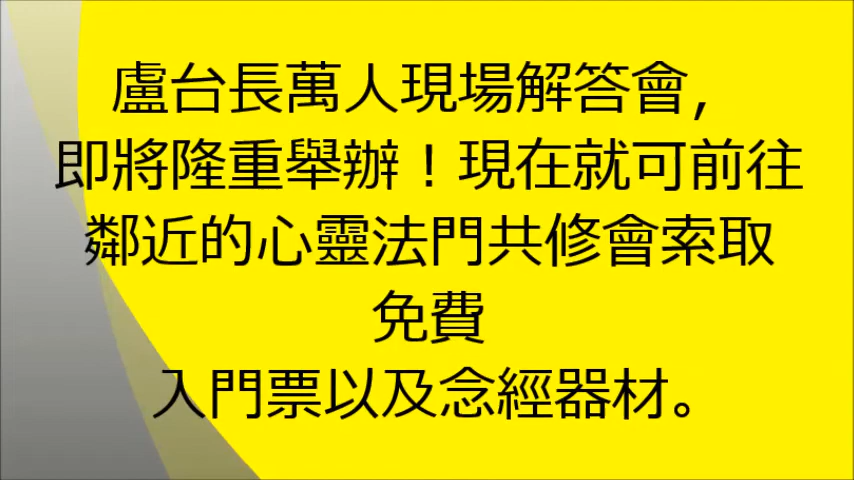 盧台長萬人現場解答會，
即將隆重舉辦！現在就可前往
鄰近的心靈法門共修會索取
免費
入門票以及念經器材。